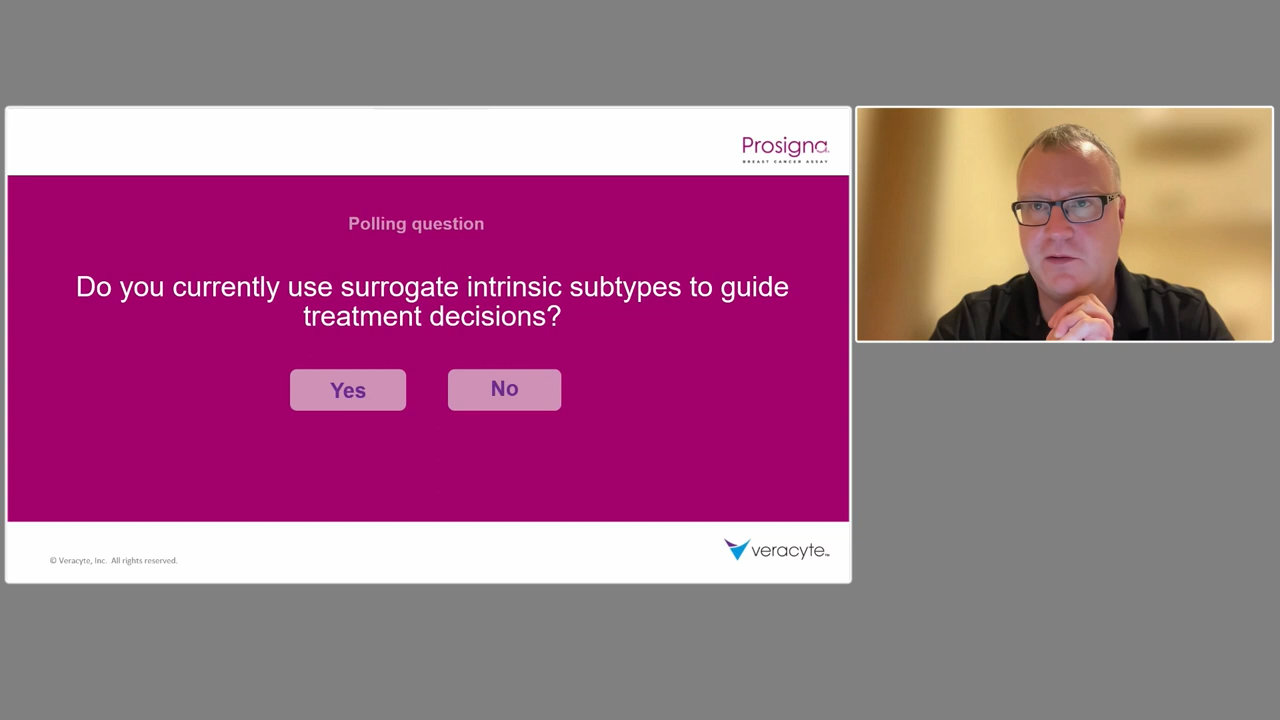 Prosigna
BREAST CANCER ASSAY
Polling question
Do you currently use surrogate intrinsic subtypes to guide
treatment decisions?
Yes
No
© Veracyte, Inc. All rights reserved.
veracyte™